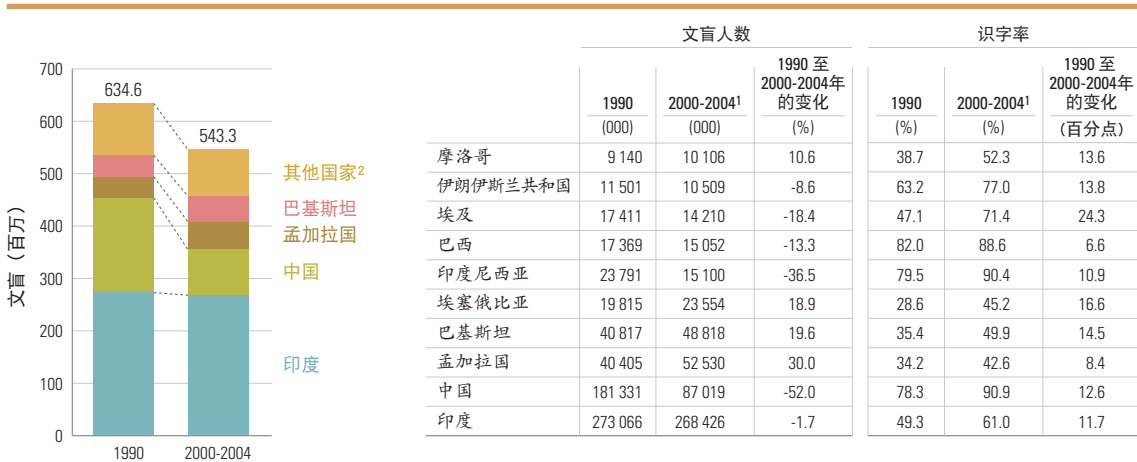 文盲（百万）
700
600
500
400
300
200
100
0
634.6
543.3
1990
2000-2004
其他国家²
巴基斯坦
孟加拉国
中国
印度
文盲人数 识字率
1990 2000-2004¹ 1990 至 2000-2004年 的变化 1990 2000-2004¹ 1990 至 2000-2004年 的变化
(000) (000) (%) (%) (%) (百分点)
摩洛哥 9 140 10 106 10.6 38.7 52.3 13.6
伊朗伊斯兰共和国 11 501 10 509 -8.6 63.2 77.0 13.8
埃及 17 411 14 210 -18.4 47.1 71.4 24.3
巴西 17 369 15 052 -13.3 82.0 88.6 6.6
印度尼西亚 23 791 15 100 -36.5 79.5 90.4 10.9
埃塞俄比亚 19 815 23 554 18.9 28.6 45.2 16.6
巴基斯坦 40 817 48 818 19.6 35.4 49.9 14.5
孟加拉国 40 405 52 530 30.0 34.2 42.6 8.4
中国 181 331 87 019 -52.0 78.3 90.9 12.6
印度 273 066 268 426 -1.7 49.3 61.0 11.7